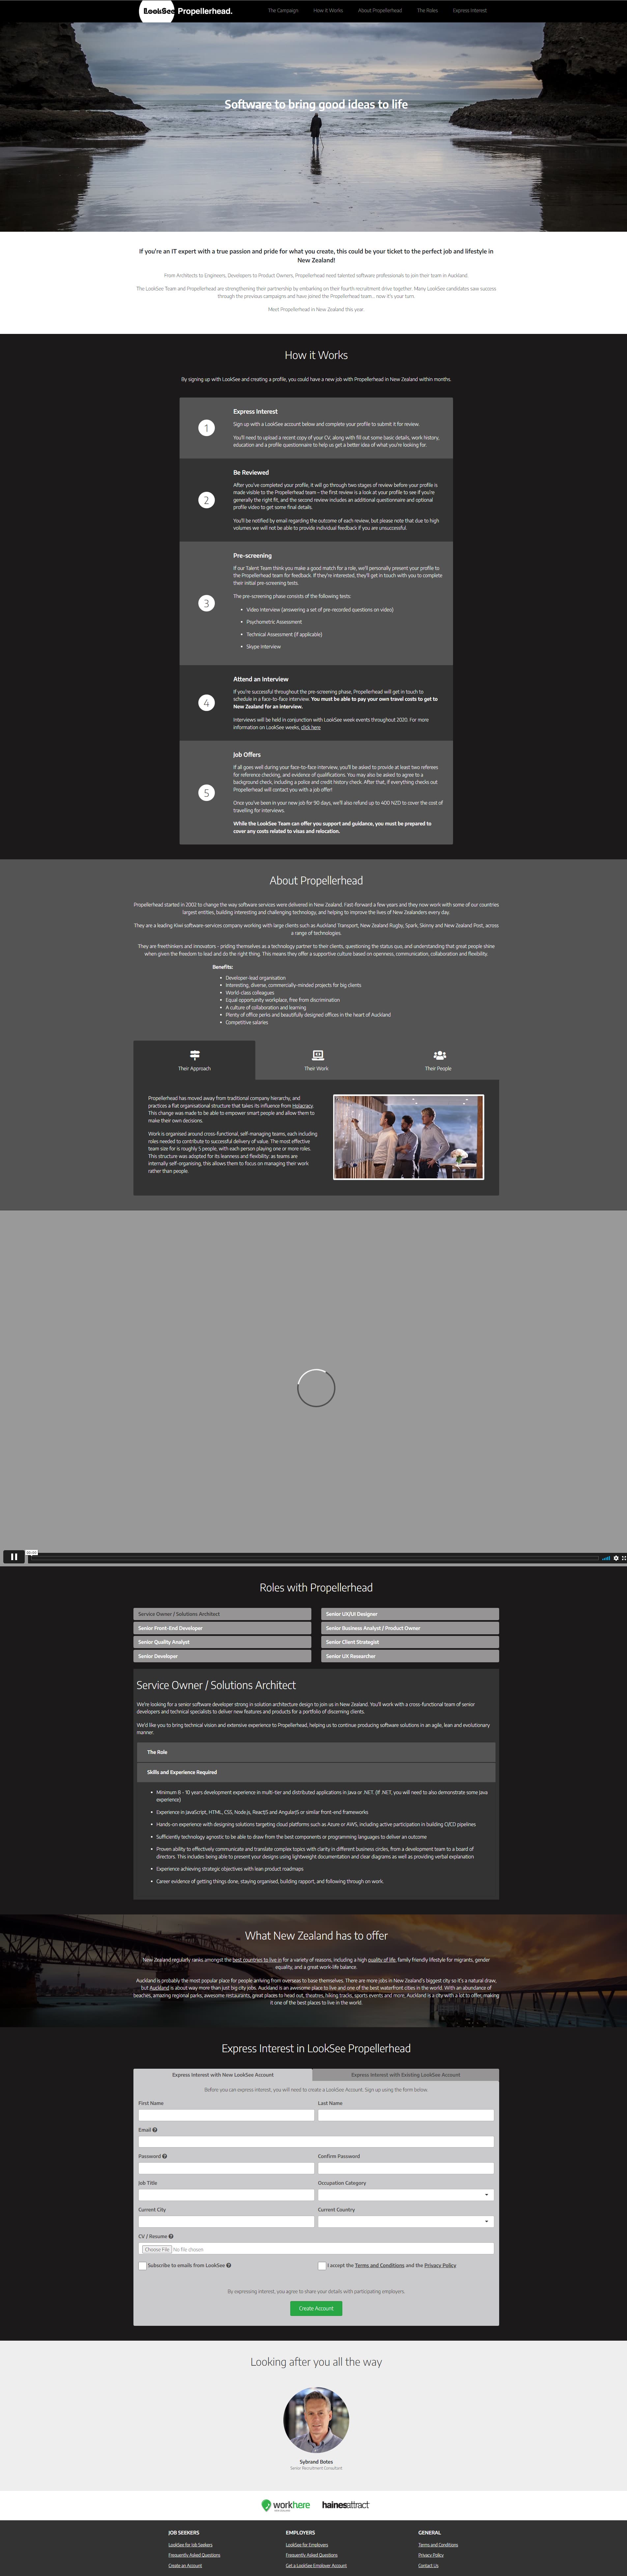 LookSee Propellerhead.
The Campaign
How it Works
About Propellerhead
The Roles
Express Interest
Software to bring good ideas to life
If you're an IT expert with a true passion and pride for what you create, this could be your ticket to the perfect job and lifestyle in
New Zealand!
From Architects to Engineers, Developers to Product Owners, Propellerhead need talented software professionals to join their team in Auckland.
The LookSee Team and Propellerhead are strengthening their partnership by embarking on their fourth recruitment drive together. Many LookSee candidates saw success
through the previous campaigns and have joined the Propellerhead team... now it's your turn.
Meet Propellerhead in New Zealand this year.
How it Works
By signing up with LookSee and creating a profile, you could have a new job with Propellerhead in New Zealand within months.
1
Express Interest
Sign up with a LookSee account below and complete your profile to submit it for review.
You'll need to upload a recent copy of your CV, along with fill out some basic details, work history,
education and a profile questionnaire to help us get a better idea of what you're looking for.
2
Be Reviewed
After you've completed your profile, it will go through two stages of review before your profile is
made visible to the Propellerhead team – the first review is a look at your profile to see if you're
generally the right fit, and the second review includes an additional questionnaire and optional
profile video to get some final details.
You'll be notified by email regarding the outcome of each review, but please note that due to high
volumes we will not be able to provide individual feedback if you are unsuccessful.
3
Pre-screening
If our Talent Team think you make a good match for a role, we'll personally present your profile to
the Propellerhead team for feedback. If they're interested, they'll get in touch with you to complete
their initial pre-screening tests.
The pre-screening phase consists of the following tests:
• Video Interview (answering a set of pre-recorded questions on video)
• Psychometric Assessment
• Technical Assessment (if applicable)
• Skype Interview
4
Attend an Interview
If you're successful throughout the pre-screening phase, Propellerhead will get in touch to
schedule in a face-to-face interview. You must be able to pay your own travel costs to get to
New Zealand for an interview.
Interviews will be held in conjunction with LookSee week events throughout 2020. For more
information on LookSee weeks, click here
5
Job Offers
If all goes well during your face-to-face interview, you'll be asked to provide at least two referees
for reference checking, and evidence of qualifications. You may also be asked to agree to a
background check, including a police and credit history check. After that, if everything checks out
Propellerhead will contact you with a job offer!
Once you've been in your new job for 90 days, we'll also refund up to 400 NZD to cover the cost of
travelling for interviews.
While the LookSee Team can offer you support and guidance, you must be prepared to
cover any costs related to visas and relocation.
About Propellerhead
Propellerhead started in 2002 to change the way software services were delivered in New Zealand. Fast-forward a few years and they now work with some of our countries
largest entities, building interesting and challenging technology, and helping to improve the lives of New Zealanders every day.
They are a leading Kiwi software-services company working with large clients such as Auckland Transport, New Zealand Rugby, Spark, Skinny and New Zealand Post, across
a range of technologies.
They are freethinkers and innovators - priding themselves as a technology partner to their clients, questioning the status quo, and understanding that great people shine
when given the freedom to lead and do the right thing. This means they offer a supportive culture based on openness, communication, collaboration and flexibility.
Benefits:
• Developer-lead organisation
• Interesting, diverse, commercially-minded projects for big clients
• World-class colleagues
• Equal opportunity workplace, free from discrimination
• A culture of collaboration and learning
• Plenty of office perks and beautifully designed offices in the heart of Auckland
• Competitive salaries
Their Approach
Their Work
Their People
Propellerhead has moved away from traditional company hierarchy, and
practices a flat organisational structure that takes its influence from Holacracy.
This change was made to be able to empower smart people and allow them to
make their own decisions.
Work is organised around cross-functional, self-managing teams, each including
roles needed to contribute to successful delivery of value. The most effective
team size is for roughly 5 people, with each person playing one or more roles.
This structure was adopted for its leanness and flexibility: as teams are
internally self-organising, this allows them to focus on managing their work
rather than people.
Roles with Propellerhead
Service Owner / Solutions Architect
Senior UX/UI Designer
Senior Front-End Developer
Senior Business Analyst / Product Owner
Senior Quality Analyst
Senior Client Strategist
Senior Developer
Senior UX Researcher
Service Owner / Solutions Architect
We're looking for a senior software developer strong in solution architecture design to join us in New Zealand. You'll work with a cross-functional team of senior
developers and technical specialists to deliver new features and products for a portfolio of discerning clients.
We'd like you to bring technical vision and extensive experience to Propellerhead, helping us to continue producing software solutions in an agile, lean and evolutionary
manner.
The Role
Skills and Experience Required
• Minimum 8 - 10 years development experience in multi-tier and distributed applications in Java or .NET. (If .NET, you will need to also demonstrate some Java
experience)
• Experience in JavaScript, HTML, CSS, Node.js, ReactJS and AngularJS or similar front-end frameworks
• Hands-on experience with designing solutions targeting cloud platforms such as Azure or AWS, including active participation in building CI/CD pipelines
• Sufficiently technology agnostic to be able to draw from the best components or programming languages to deliver an outcome
• Proven ability to effectively communicate and translate complex topics with clarity in different business circles, from a development team to a board of
directors. This includes being able to present your designs using lightweight documentation and clear diagrams as well as providing verbal explanation
• Experience achieving strategic objectives with lean product roadmaps
• Career evidence of getting things done, staying organised, building rapport, and following through on work.
What New Zealand has to offer
New Zealand regularly ranks amongst the best countries to live in for a variety of reasons, including a high quality of life, family friendly lifestyle for migrants, gender
equality, and a great work-life balance.
Auckland is probably the most popular place for people arriving from overseas to base themselves. There are more jobs in New Zealand's biggest city so it's a natural draw,
but Auckland is about way more than just big city jobs. Auckland is an awesome place to live and one of the best waterfront cities in the world. With an abundance of
beaches, amazing regional parks, awesome restaurants, great places to head out, theatres, hiking tracks, sports events and more, Auckland is a city with a lot to offer, making
it one of the best places to live in the world.
Express Interest in LookSee Propellerhead
Express Interest with New LookSee Account
Express Interest with Existing LookSee Account
Before you can express interest, you will need to create a LookSee Account. Sign up using the form below.
First Name
Last Name
Email
Password
Confirm Password
Job Title
Occupation Category
Current City
Current Country
CV / Resume
Choose File No file chosen
Subscribe to emails from LookSee
I accept the Terms and Conditions and the Privacy Policy
By expressing interest, you agree to share your details with participating employers.
Create Account
Looking after you all the way
Sybrand Botes
Senior Recruitment Consultant
workhere
hainesattract
JOB SEEKERS
EMPLOYERS
GENERAL
LookSee for Job Seekers
LookSee for Employers
Terms and Conditions
Frequently Asked Questions
Frequently Asked Questions
Privacy Policy
Create an Account
Get a LookSee Employer Account
Contact Us